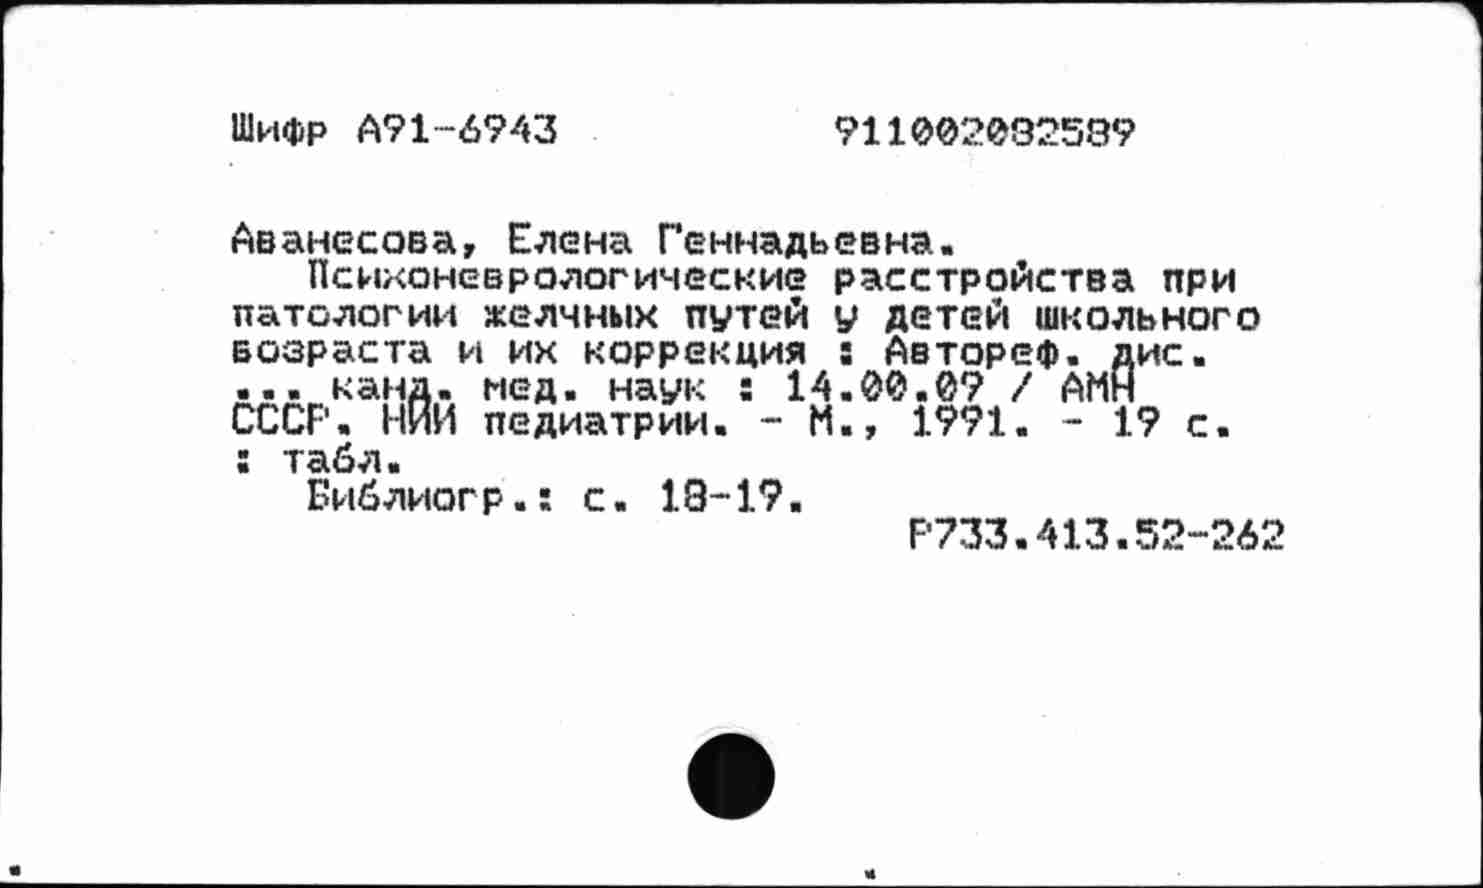 Шифр А91-6943 911002082589
Аванесова, Елена Геннадьевна.
Психоневрологические расстройства при
патологии желчных путей у детей школьного
возраста и их коррекция : Автореф. дис.
... канд. мед. наук : 14.00.09 / АМН
СССР. НИИ педиатрии. - М., 1991. - 19 с.
: табл.
Библиогр.: с. 18-19.
Р733.413.52-262